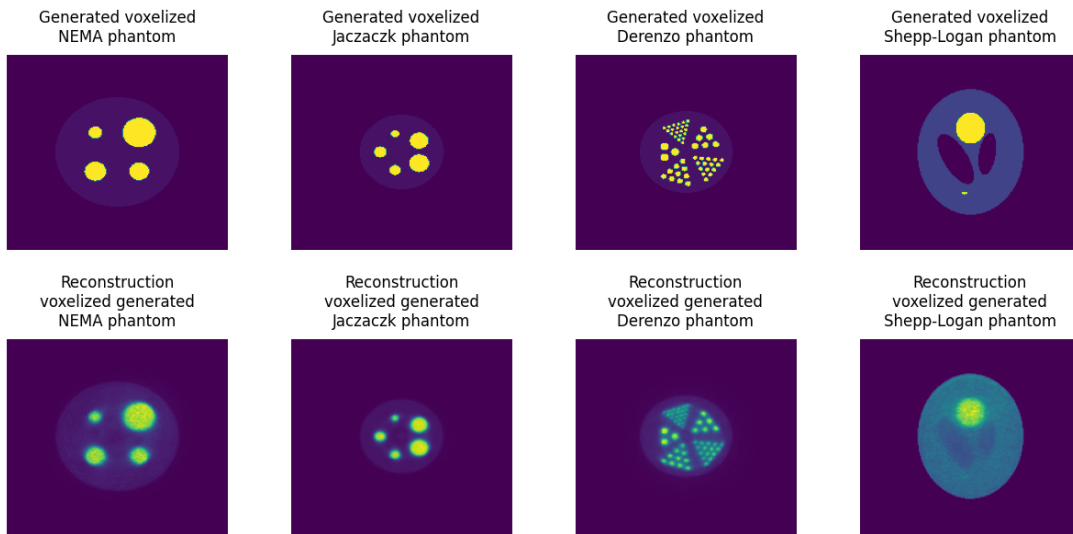 Generated voxelized
NEMA phantom
Generated voxelized
Jaczaczk phantom
Generated voxelized
Derenzo phantom
Generated voxelized
Shepp-Logan phantom
Reconstruction
voxelized generated
NEMA phantom
Reconstruction
voxelized generated
Jaczaczk phantom
Reconstruction
voxelized generated
Derenzo phantom
Reconstruction
voxelized generated
Shepp-Logan phantom